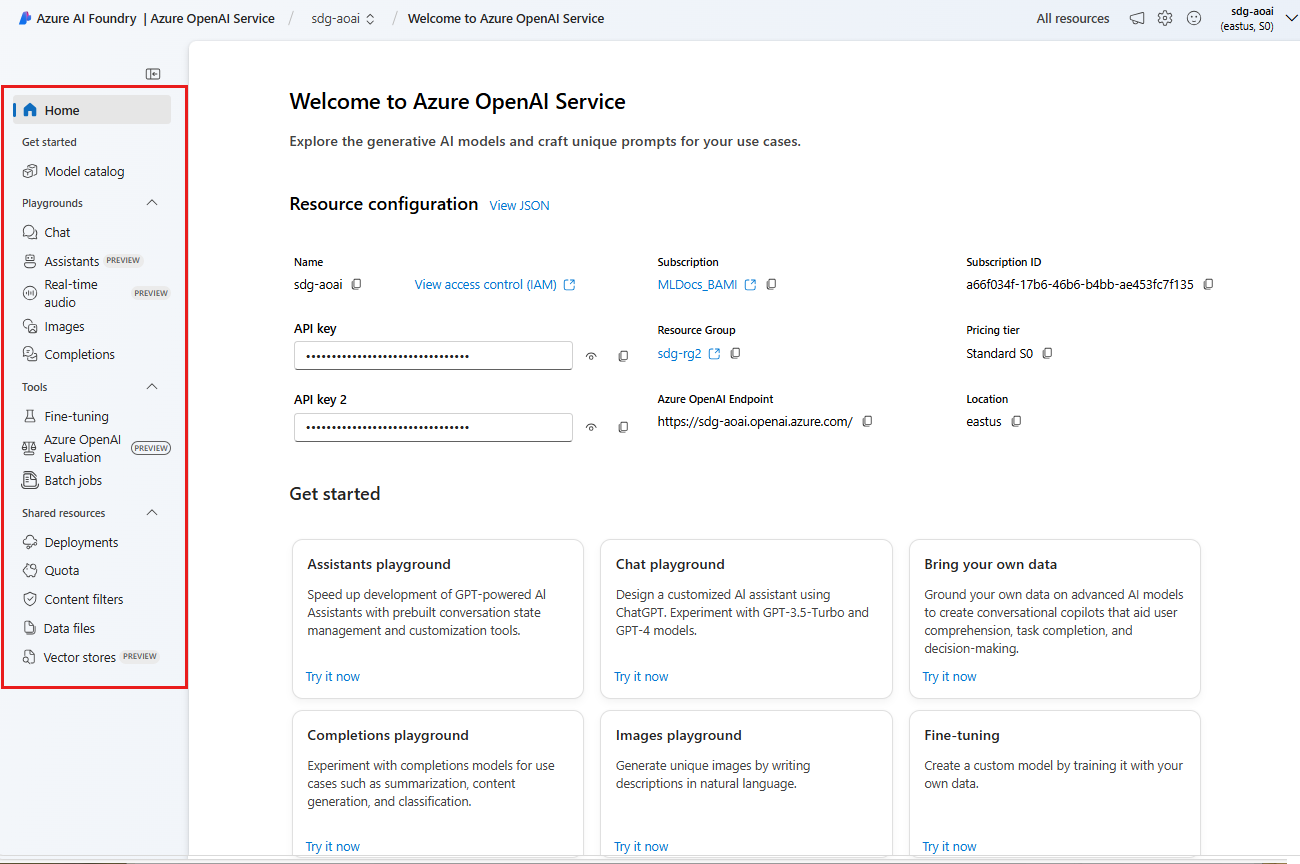 Azure AI Foundry | Azure OpenAI Service / sdg-aoai / Welcome to Azure OpenAI Service
All resources
sdg-aoai
(eastus, S0)
Home
Get started
Model catalog
Playgrounds
Chat
Assistants PREVIEW
Real-time
audio
PREVIEW
Images
Completions
Tools
Fine-tuning
Azure OpenAI
Evaluation
PREVIEW
Batch jobs
Shared resources
Deployments
Quota
Content filters
Data files
Vector stores PREVIEW
Welcome to Azure OpenAI Service
Explore the generative AI models and craft unique prompts for your use cases.
Resource configuration View JSON
Name
sdg-aoai
View access control (IAM)
Subscription
MLDocs_BAMI
Subscription ID
a66f034f-17b6-46b6-b4bb-ae453fc7f135
API key
••••••••••••••••••••••••••••••••
Resource Group
sdg-rg2
Pricing tier
Standard S0
API key 2
••••••••••••••••••••••••••••••••
Azure OpenAI Endpoint
https://sdg-aoai.openai.azure.com/
Location
eastus
Get started
Assistants playground
Speed up development of GPT-powered AI
Assistants with prebuilt conversation state
management and customization tools.
Try it now
Chat playground
Design a customized AI assistant using
ChatGPT. Experiment with GPT-3.5-Turbo and
GPT-4 models.
Try it now
Bring your own data
Ground your own data on advanced AI models
to create conversational copilots that aid user
comprehension, task completion, and
decision-making.
Try it now
Completions playground
Experiment with completions models for use
cases such as summarization, content
generation, and classification.
Try it now
Images playground
Generate unique images by writing
descriptions in natural language.
Try it now
Fine-tuning
Create a custom model by training it with your
own data.
Try it now